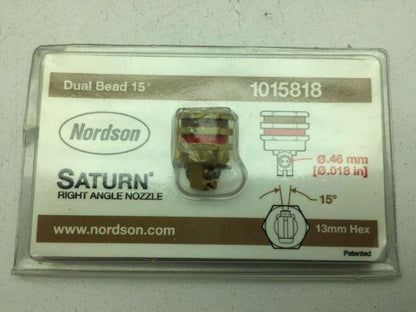 Dual Bead 15°
1015818
Nordson
SATURN®
RIGHT ANGLE NOZZLE
Ø.46 mm
[Ø.018 in]
15°
www.nordson.com
13mm Hex
Patented